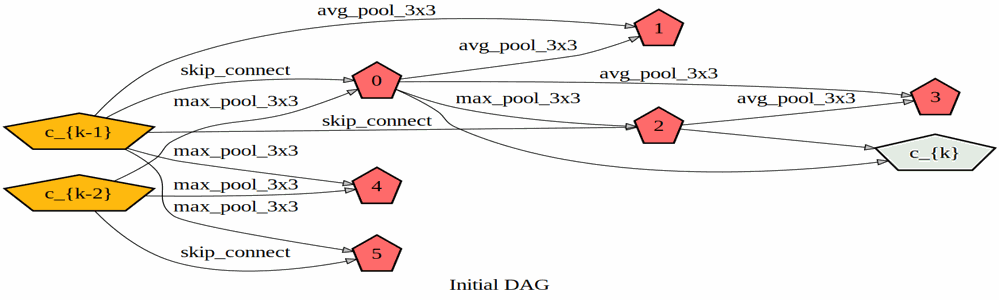 avg_pool_3x3
1
avg_pool_3x3
skip_connect
0
avg_pool_3x3
max_pool_3x3
max_pool_3x3
avg_pool_3x3
3
c_{k-1}
skip_connect
2
max_pool_3x3
c_{k}
c_{k-2}
max_pool_3x3
4
max_pool_3x3
skip_connect
5
Initial DAG